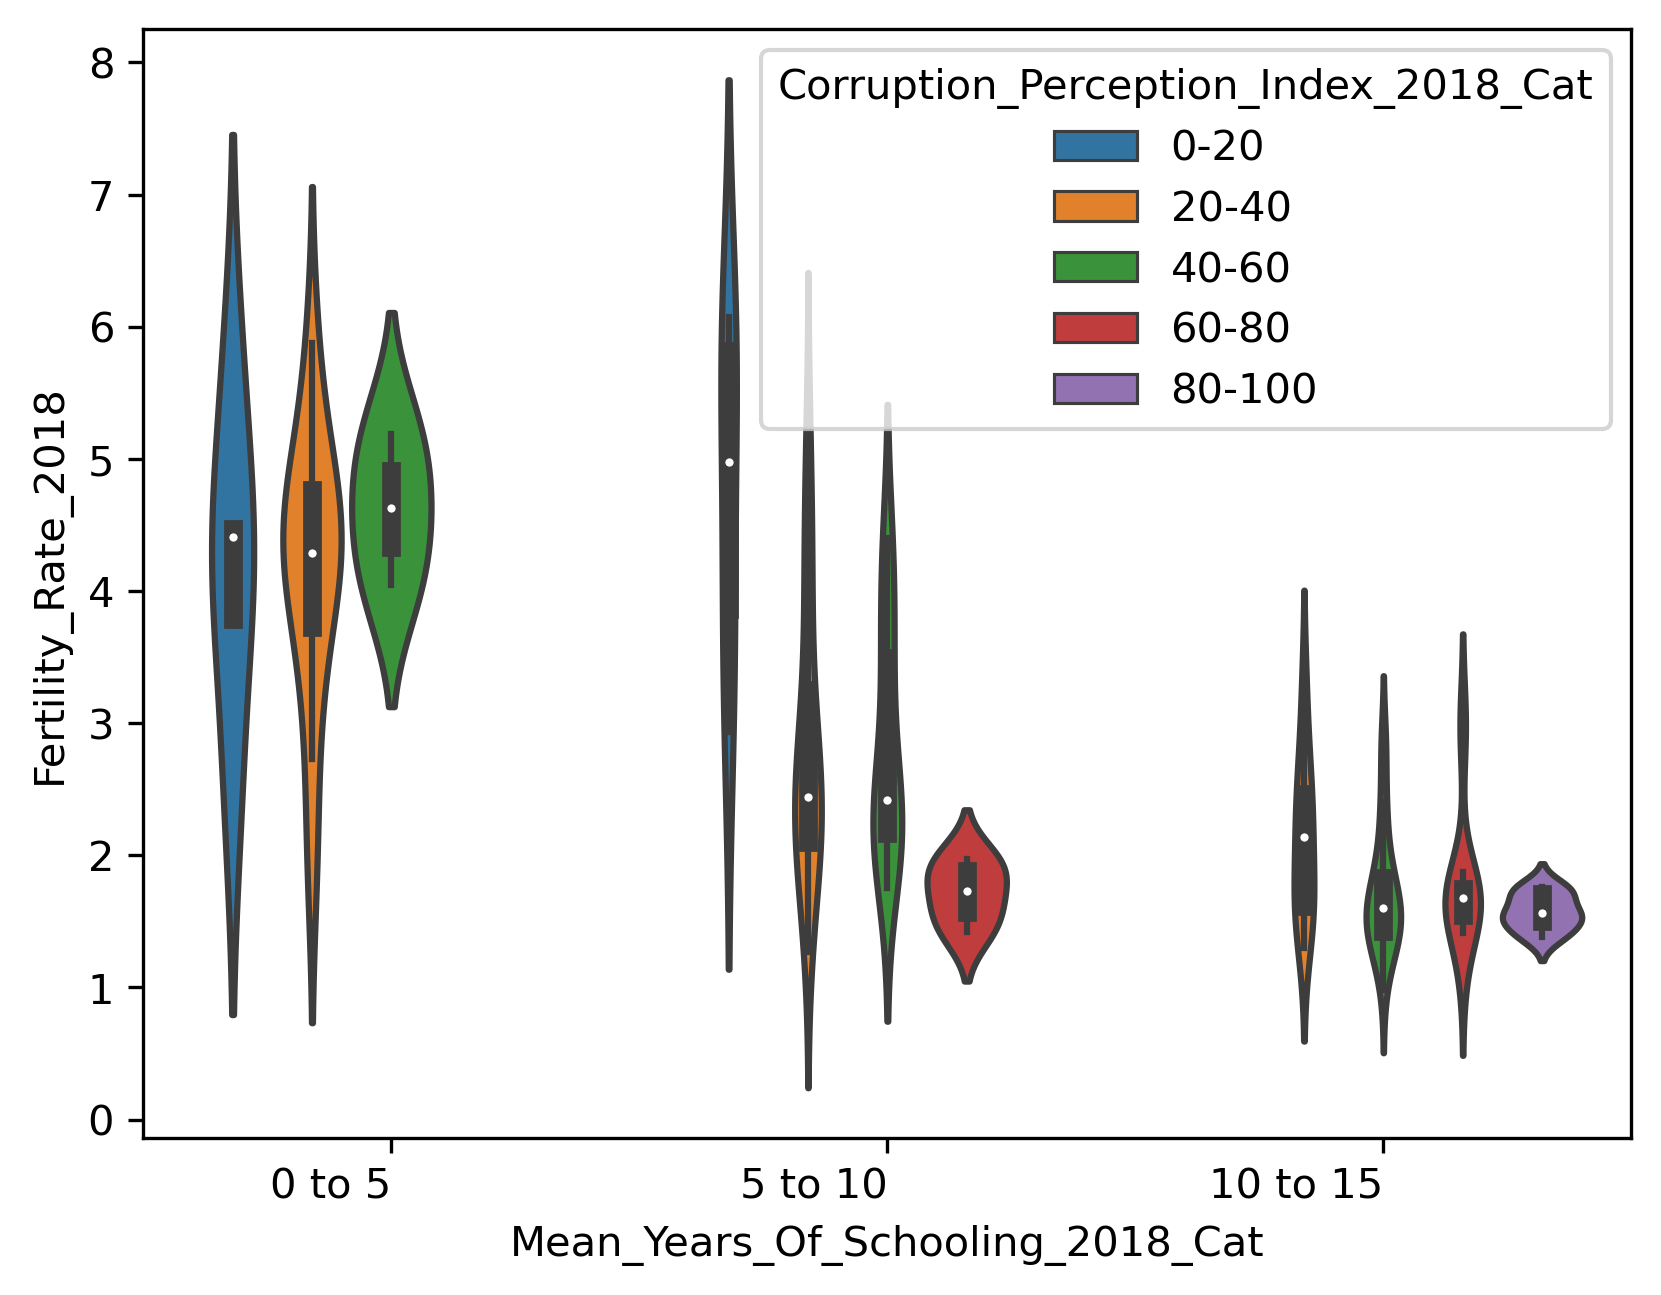 Corruption_Perception_Index_2018_Cat
0-20
20-40
40-60
60-80
80-100
Fertility_Rate_2018
8
7
6
5
4
3
2
1
0
0 to 5
5 to 10
10 to 15
Mean_Years_Of_Schooling_2018_Cat